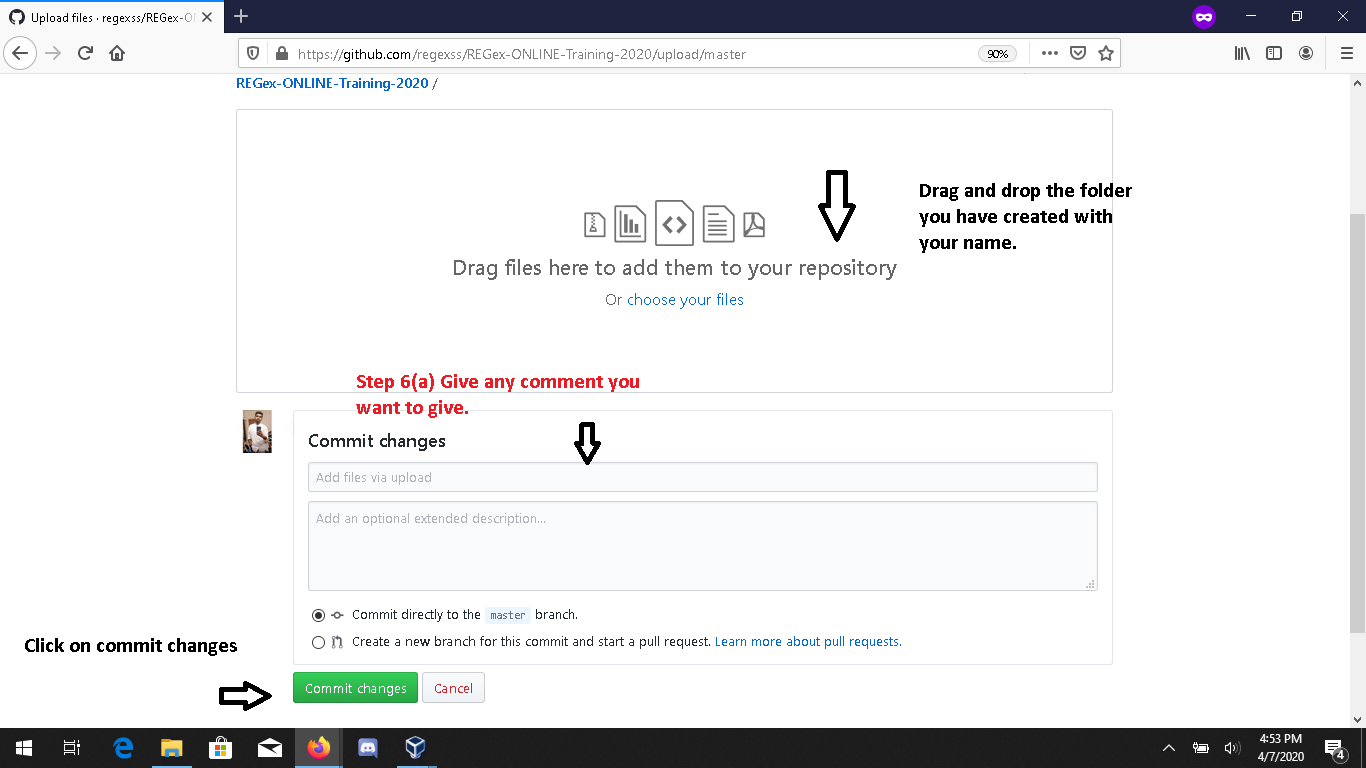 Upload files · regexss/REGex-ON
https://github.com/regexss/REGex-ONLINE-Training-2020/upload/master
90%
REGex-ONLINE-Training-2020 /
Drag and drop the folder
you have created with
your name.
Drag files here to add them to your repository
Or choose your files
Step 6(a) Give any comment you
want to give.
Commit changes
Add files via upload
Add an optional extended description...
Commit directly to the master branch.
Create a new branch for this commit and start a pull request. Learn more about pull requests.
Click on commit changes
Commit changes
Cancel
4:53 PM
4/7/2020
4